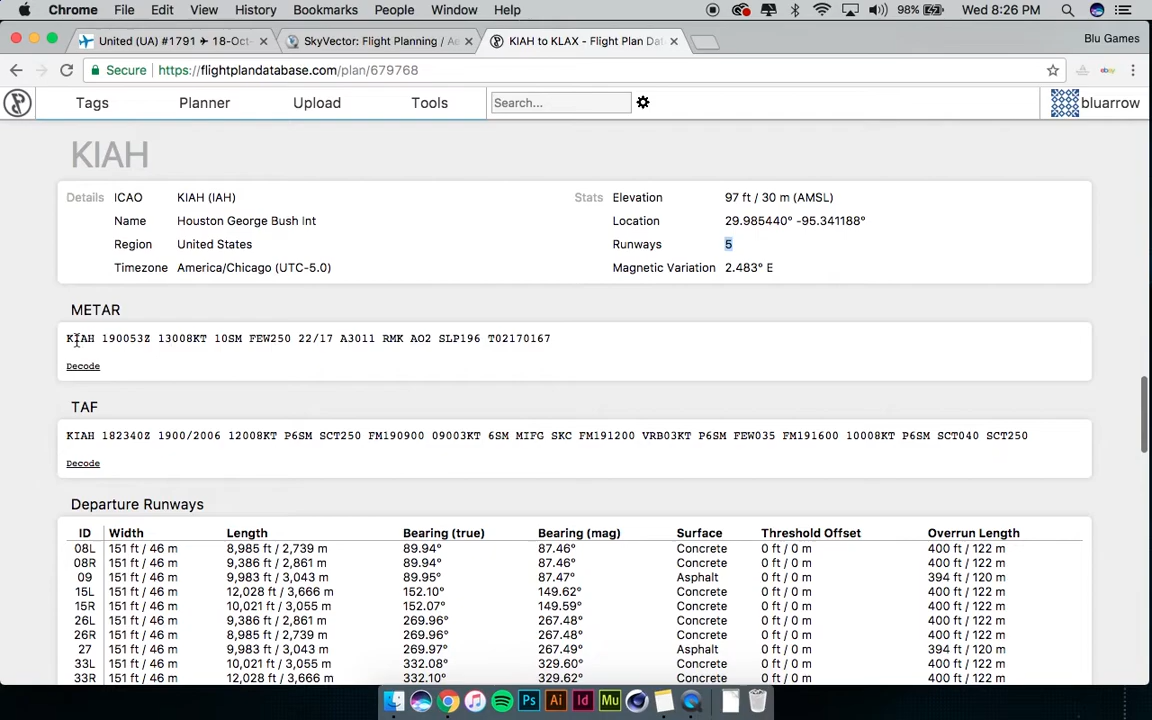 Chrome File Edit View History Bookmarks People Window Help 98% Wed 8:26 PM
United (UA) #1791 ✈ 18-Oct- SkyVector: Flight Planning / Ae KIAH to KLAX - Flight Plan Dat Blu Games
Secure https://flightplandatabase.com/plan/679768 ebay
Tags Planner Upload Tools Search... bluarrow
KIAH
Details ICAO KIAH (IAH) Stats Elevation 97 ft / 30 m (AMSL)
Name Houston George Bush Int Location 29.985440° -95.341188°
Region United States Runways 5
Timezone America/Chicago (UTC-5.0) Magnetic Variation 2.483° E
METAR
KIAH 190053Z 13008KT 10SM FEW250 22/17 A3011 RMK AO2 SLP196 T02170167
Decode
TAF
KIAH 182340Z 1900/2006 12008KT P6SM SCT250 FM190900 09003KT 6SM MIFG SKC FM191200 VRB03KT P6SM FEW035 FM191600 10008KT P6SM SCT040 SCT250
Decode
Departure Runways
ID Width Length Bearing (true) Bearing (mag) Surface Threshold Offset Overrun Length
08L 151 ft / 46 m 8,985 ft / 2,739 m 89.94° 87.46° Concrete 0 ft / 0 m 400 ft / 122 m
08R 151 ft / 46 m 9,386 ft / 2,861 m 89.94° 87.46° Concrete 0 ft / 0 m 400 ft / 122 m
09 151 ft / 46 m 9,983 ft / 3,043 m 89.95° 87.47° Asphalt 0 ft / 0 m 394 ft / 120 m
15L 151 ft / 46 m 12,028 ft / 3,666 m 152.10° 149.62° Concrete 0 ft / 0 m 400 ft / 122 m
15R 151 ft / 46 m 10,021 ft / 3,055 m 152.07° 149.59° Concrete 0 ft / 0 m 400 ft / 122 m
26L 151 ft / 46 m 9,386 ft / 2,861 m 269.96° 267.48° Concrete 0 ft / 0 m 400 ft / 122 m
26R 151 ft / 46 m 8,985 ft / 2,739 m 269.96° 267.48° Concrete 0 ft / 0 m 400 ft / 122 m
27 151 ft / 46 m 9,983 ft / 3,043 m 269.97° 267.49° Asphalt 0 ft / 0 m 394 ft / 120 m
33L 151 ft / 46 m 10,021 ft / 3,055 m 332.08° 329.60° Concrete 0 ft / 0 m 400 ft / 122 m
33R 151 ft / 46 m 12,028 ft / 3,666 m 332.10° 329.62° Concrete 0 ft / 0 m 400 ft / 122 m
Ps Ai Id Mu